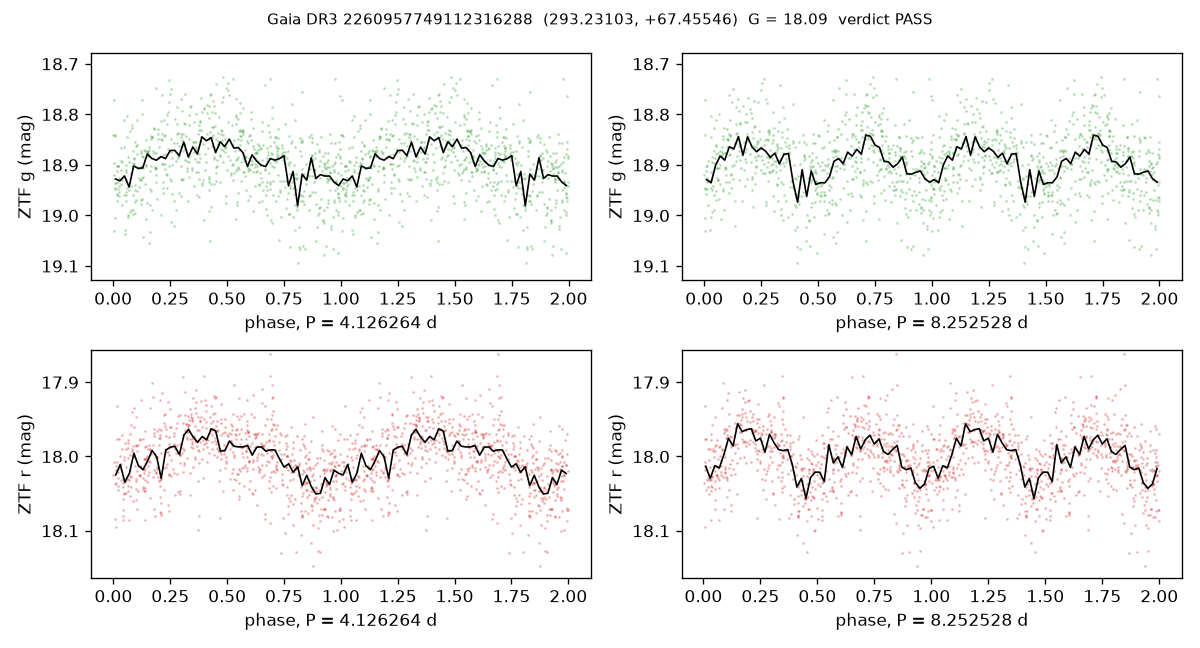 Gaia DR3 2260957749112316288 (293.23103, +67.45546) G = 18.09 verdict PASS
18.7
18.8
18.9
19.0
19.1
ZTF g (mag)
0.00 0.25 0.50 0.75 1.00 1.25 1.50 1.75 2.00
phase, P = 4.126264 d
18.7
18.8
18.9
19.0
19.1
ZTF g (mag)
0.00 0.25 0.50 0.75 1.00 1.25 1.50 1.75 2.00
phase, P = 8.252528 d
17.9
18.0
18.1
ZTF r (mag)
0.00 0.25 0.50 0.75 1.00 1.25 1.50 1.75 2.00
phase, P = 4.126264 d
17.9
18.0
18.1
ZTF r (mag)
0.00 0.25 0.50 0.75 1.00 1.25 1.50 1.75 2.00
phase, P = 8.252528 d